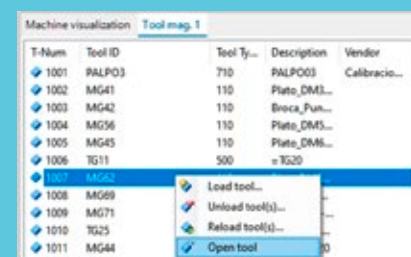 Machine visualization Tool mag. 1
T-Num Tool ID Tool Ty... Description Vendor
1001 PALPO3 710 PALPO03 Calibracio...
1002 MG41 110 Plato_DM3...
1003 MG42 110 Broca_Pun...
1004 MG56 110 Plato_DM5...
1005 MG45 110 Plato_DM6...
1006 TG11 500 =TG20
1007 MG62
1008 MG69 Load tool...
1009 MG71 Unload tool(s)...
1010 TG25 Reload tool(s)...
1011 MG44 Open tool